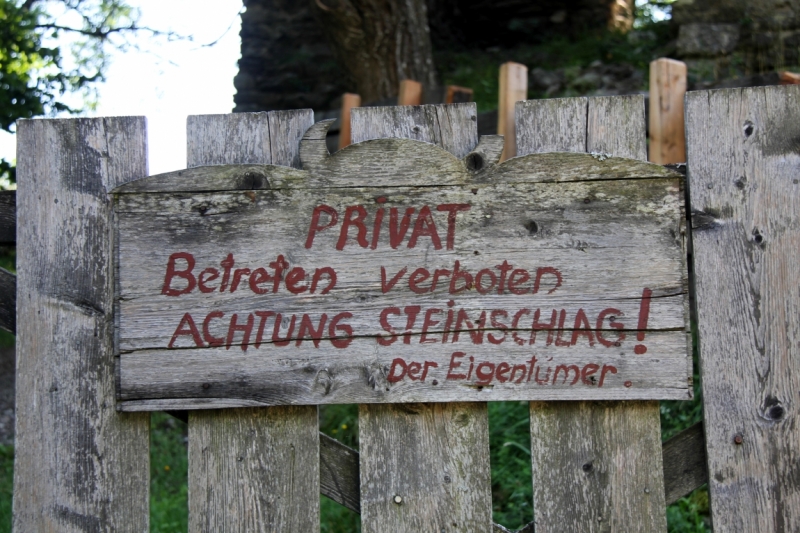 PRIVAT
Betreten verboten
ACHTUNG STEINSCHLAG!
Der. Eigentümer.